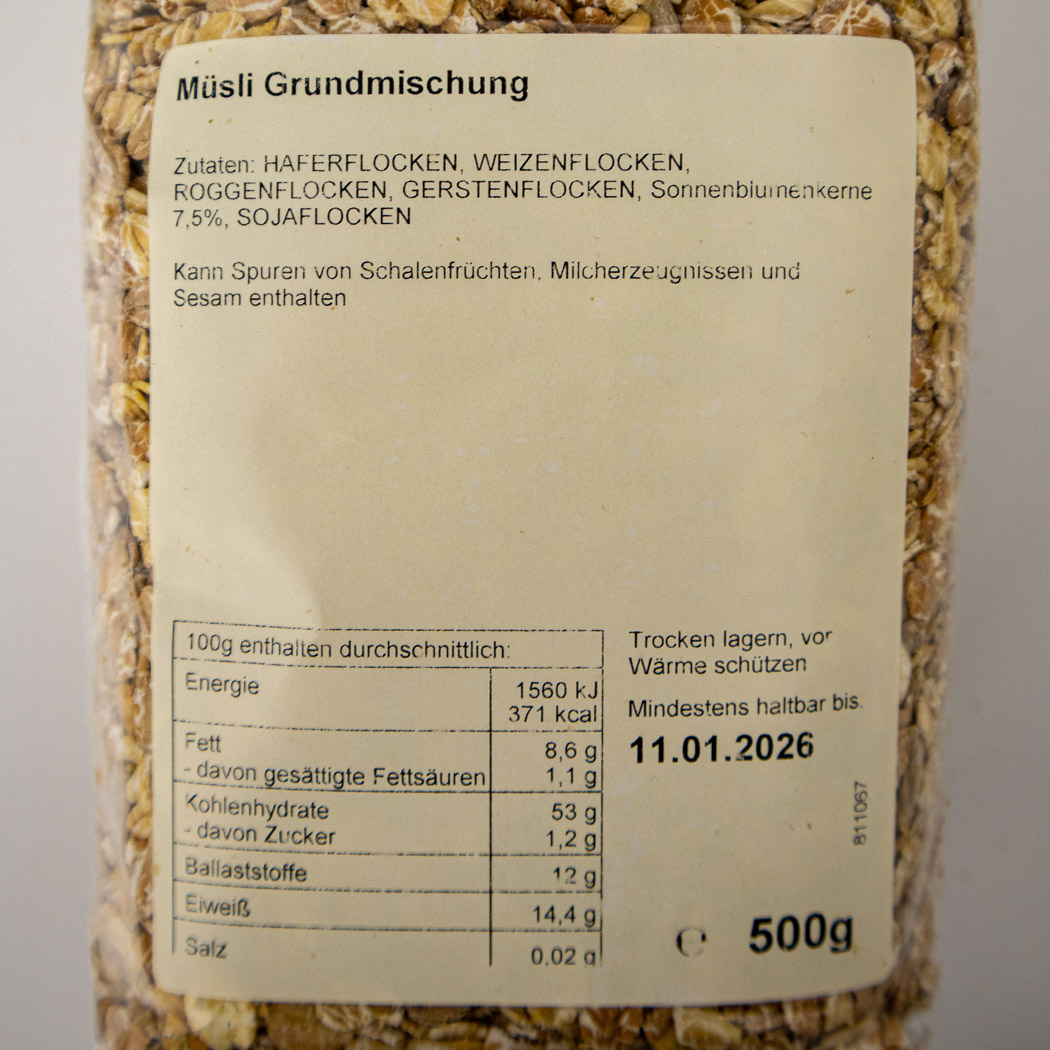 Müsli Grundmischung
Zutaten: HAFERFLOCKEN, WEIZENFLOCKEN,
ROGGENFLOCKEN, GERSTENFLOCKEN, Sonnenblumenkerne
7,5%, SOJAFLOCKEN
Kann Spuren von Schalenfrüchten, Milcherzeugnissen und
Sesam enthalten
100g enthalten durchschnittlich:
Energie 1560 kJ
371 kcal
Fett 8,6 g
- davon gesättigte Fettsäuren 1,1 g
Kohlenhydrate 53 g
- davon Zucker 1,2 g
Ballaststoffe 12 g
Eiweiß 14,4 g
Salz 0,02 g
Trocken lagern, vor
Wärme schützen
Mindestens haltbar bis:
11.01.2026
811067
e 500g